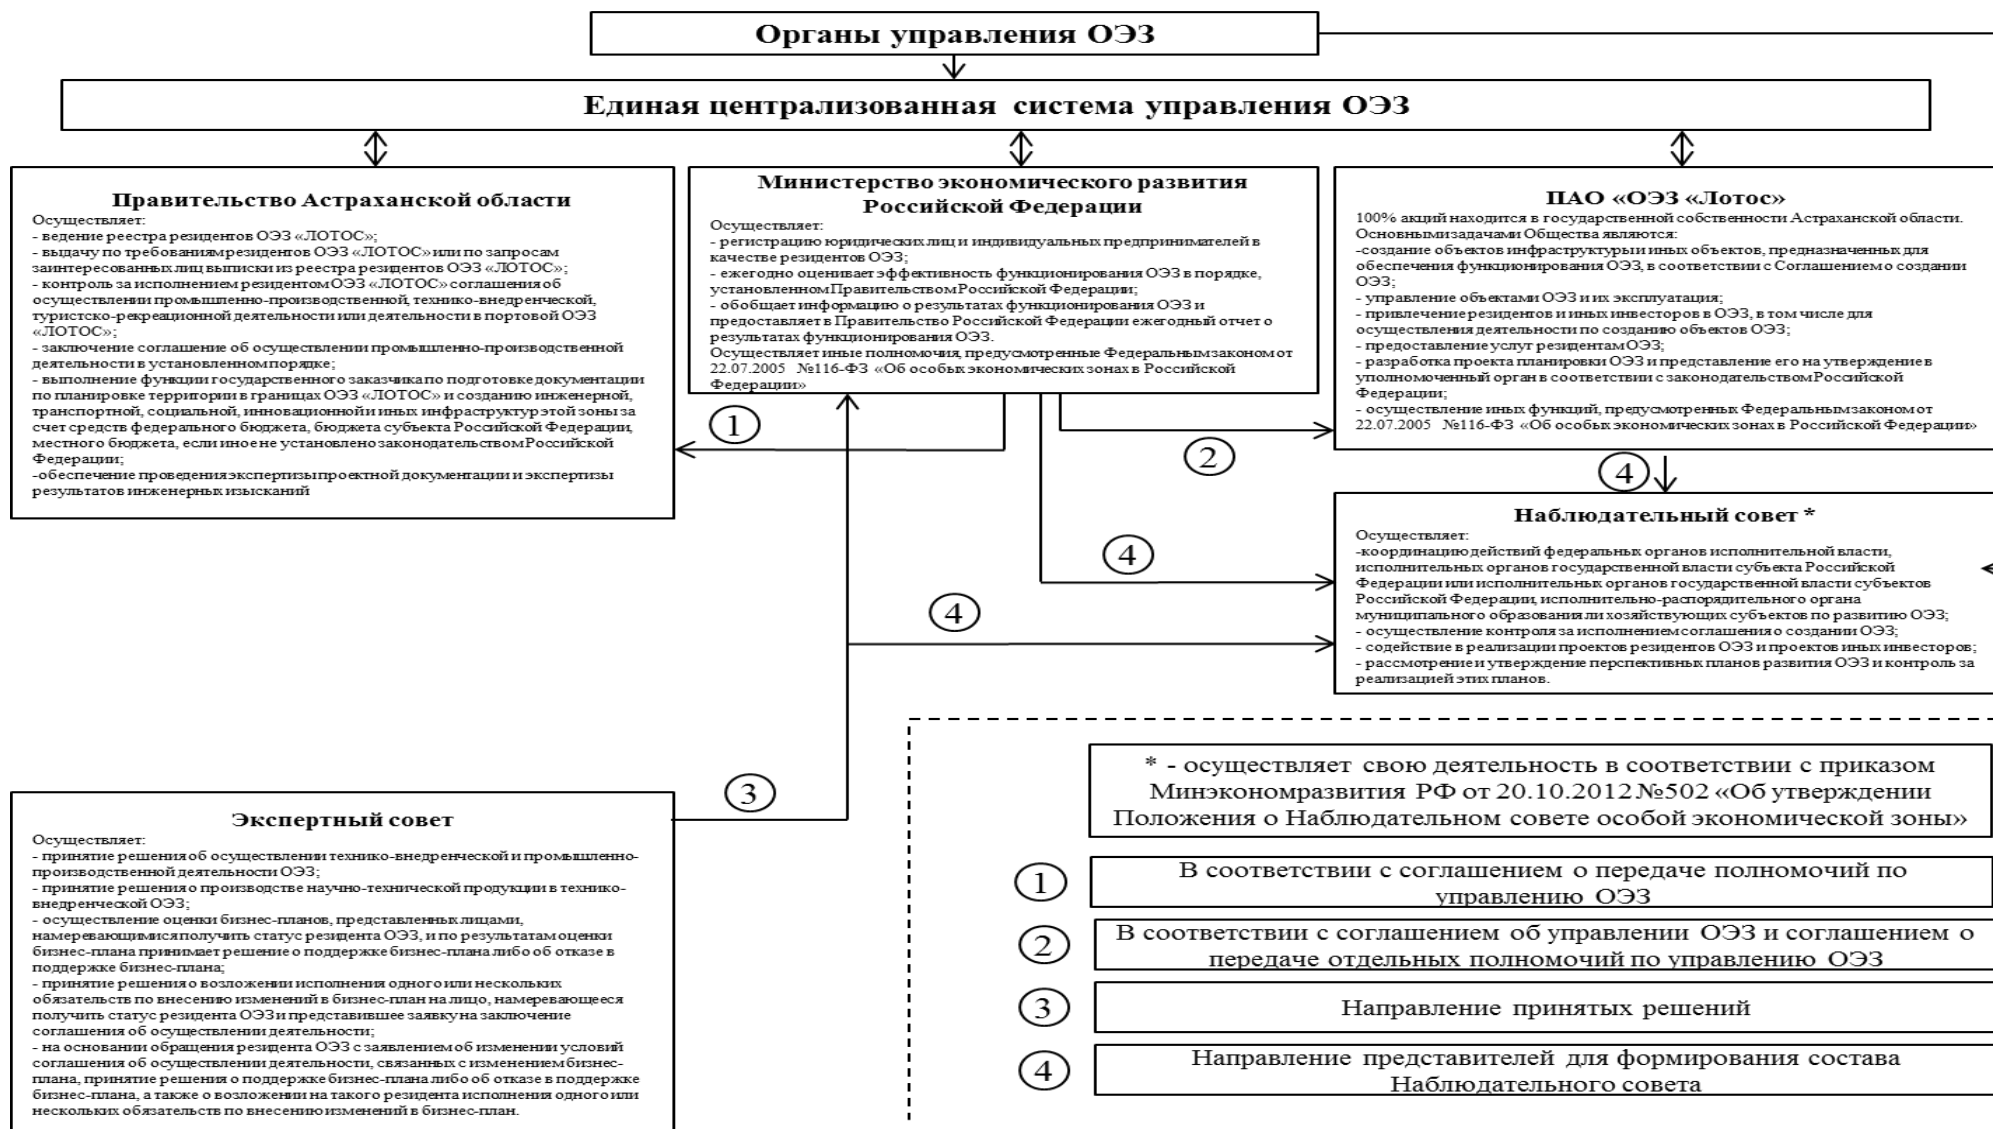 Органы управления ОЭЗ
Единая централизованная система управления ОЭЗ
Правительство Астраханской области
Осуществляет:
- ведение реестра резидентов ОЭЗ «ЛОТОС»;
- выдачу по требованиям резидентов ОЭЗ «ЛОТОС» или по запросам
заинтересованных лиц выписки из реестра резидентов ОЭЗ «ЛОТОС»;
- контроль за исполнением резидентом ОЭЗ «ЛОТОС» соглашения об
осуществлении промышленно-производственной, технико-внедренческой,
туристско-рекреационной деятельности или деятельности в портовой ОЭЗ
«ЛОТОС»;
- заключение соглашение об осуществлении промышленно-производственной
деятельности в установленном порядке;
- выполнение функции государственного заказчика по подготовке документации
по планировке территории в границах ОЭЗ «ЛОТОС» и созданию инженерной,
транспортной, социальной, инновационной и иных инфраструктур этой зоны за
счет средств федерального бюджета, бюджета субъекта Российской Федерации,
местного бюджета, если иное не установлено законодательством Российской
Федерации;
-обеспечение проведения экспертизы проектной документации и экспертизы
результатов инженерных изысканий
Министерство экономического развития
Российской Федерации
Осуществляет:
- регистрацию юридических лиц и индивидуальных предпринимателей в
качестве резидентов ОЭЗ;
- ежегодно оценивает эффективность функционирования ОЭЗ в порядке,
установленном Правительством Российской Федерации;
- обобщает информацию о результатах функционирования ОЭЗ и
предоставляет в Правительство Российской Федерации ежегодный отчет о
результатах функционирования ОЭЗ.
Осуществляет иные полномочия, предусмотренные Федеральным законом от
22.07.2005 №116-ФЗ «Об особых экономических зонах в Российской
Федерации»
ПАО «ОЭЗ «Лотос»
100% акций находится в государственной собственности Астраханской области.
Основными задачами Общества являются:
-создание объектов инфраструктуры и иных объектов, предназначенных для
обеспечения функционирования ОЭЗ, в соответствии с Соглашением о создании
ОЭЗ;
- управление объектами ОЭЗ и их эксплуатация;
- привлечение резидентов и иных инвесторов в ОЭЗ, в том числе для
осуществления деятельности по созданию объектов ОЭЗ;
- предоставление услуг резидентам ОЭЗ;
- разработка проекта планировки ОЭЗ и представление его на утверждение в
уполномоченный орган в соответствии с законодательством Российской
Федерации;
- осуществление иных функций, предусмотренных Федеральным законом от
22.07.2005 №116-ФЗ «Об особых экономических зонах в Российской Федерации»
1
2
4
Наблюдательный совет *
Осуществляет:
-координацию действий федеральных органов исполнительной власти,
исполнительных органов государственной власти субъекта Российской
Федерации или исполнительных органов государственной власти субъектов
Российской Федерации, исполнительно-распорядительного органа
муниципального образования ли хозяйствующих субъектов по развитию ОЭЗ;
- осуществление контроля за исполнением соглашения о создании ОЭЗ;
- содействие в реализации проектов резидентов ОЭЗ и проектов иных инвесторов;
- рассмотрение и утверждение перспективных планов развития ОЭЗ и контроль за
реализацией этих планов.
4
4
3
Экспертный совет
Осуществляет:
- принятие решения об осуществлении технико-внедренческой и промышленно-
производственной деятельности ОЭЗ;
- принятие решения о производстве научно-технической продукции в технико-
внедренческой ОЭЗ;
- осуществление оценки бизнес-планов, представленных лицами,
намеревающимися получить статус резидента ОЭЗ, и по результатам оценки
бизнес-плана принимает решение о поддержке бизнес-плана либо об отказе в
поддержке бизнес-плана;
- принятие решения о возложении исполнения одного или нескольких
обязательств по внесению изменений в бизнес-план на лицо, намеревающееся
получить статус резидента ОЭЗ и представившее заявку на заключение
соглашения об осуществлении деятельности;
- на основании обращения резидента ОЭЗ с заявлением об изменении условий
соглашения об осуществлении деятельности, связанных с изменением бизнес-
плана, принятие решения о поддержке бизнес-плана либо об отказе в поддержке
бизнес-плана, а также о возложении на такого резидента исполнения одного или
нескольких обязательств по внесению изменений в бизнес-план.
* - осуществляет свою деятельность в соответствии с приказом
Минэкономразвития РФ от 20.10.2012 №502 «Об утверждении
Положения о Наблюдательном совете особой экономической зоны»
1 В соответствии с соглашением о передаче полномочий по
управлению ОЭЗ
2 В соответствии с соглашением об управлении ОЭЗ и соглашением о
передаче отдельных полномочий по управлению ОЭЗ
3 Направление принятых решений
4 Направление представителей для формирования состава
Наблюдательного совета